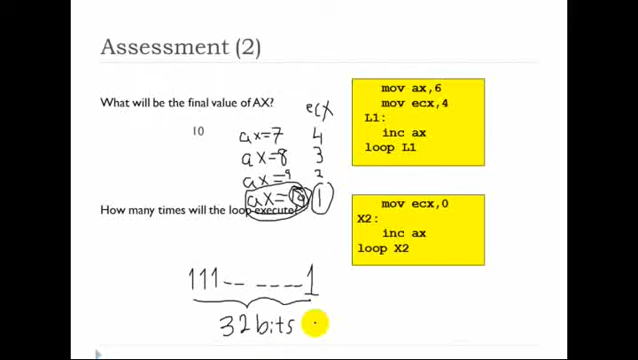 Assessment (2)
What will be the final value of AX?
10
ecx
ax=7 4
ax=8 3
ax=9 2
ax=10 1
mov ax,6
mov ecx,4
L1:
inc ax
loop L1
How many times will the loop execute?
mov ecx,0
X2:
inc ax
loop X2
111-- ----1
32bits